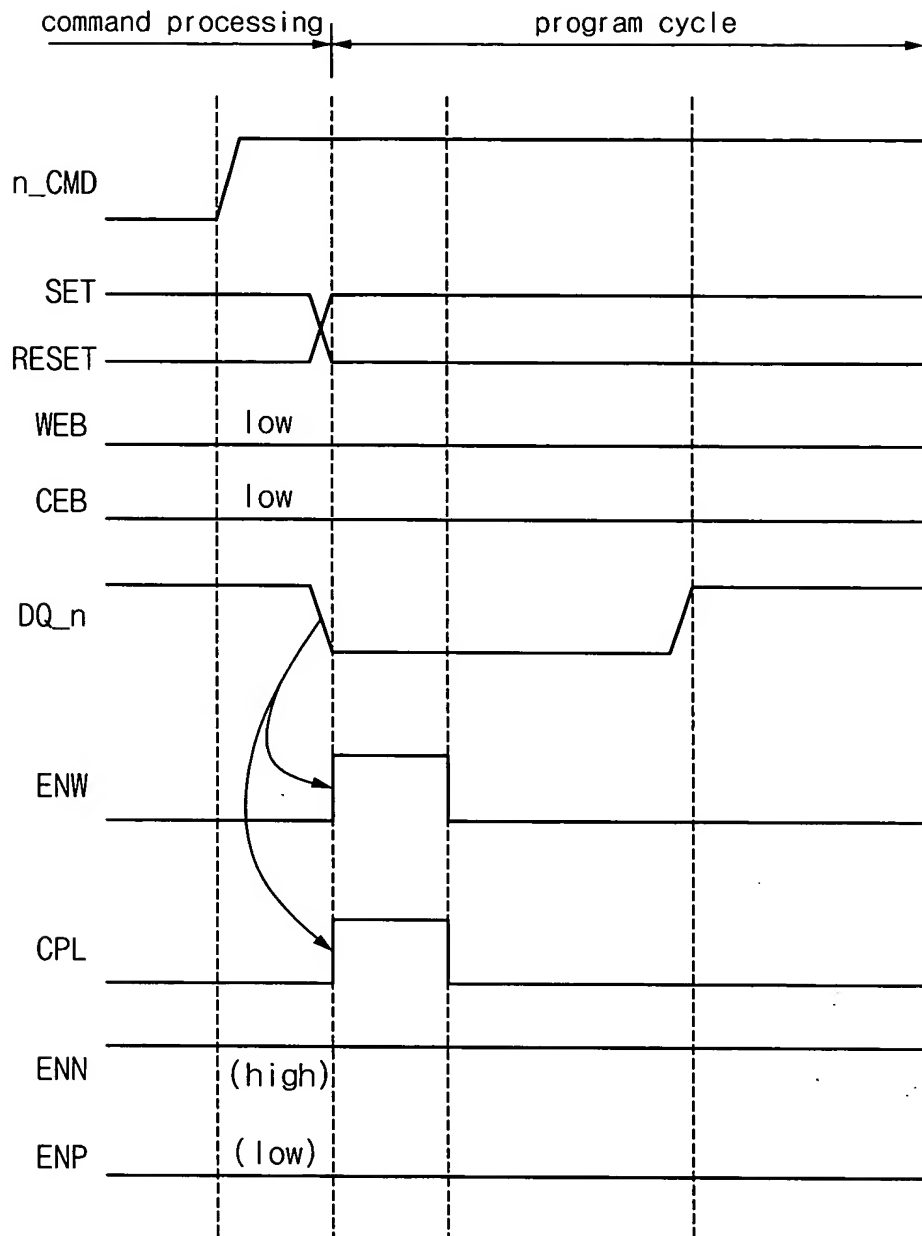 command processing program cycle
n_CMD
SET
RESET
WEB low
CEB low
DQ_n
ENW
CPL
ENN (high)
ENP (low)